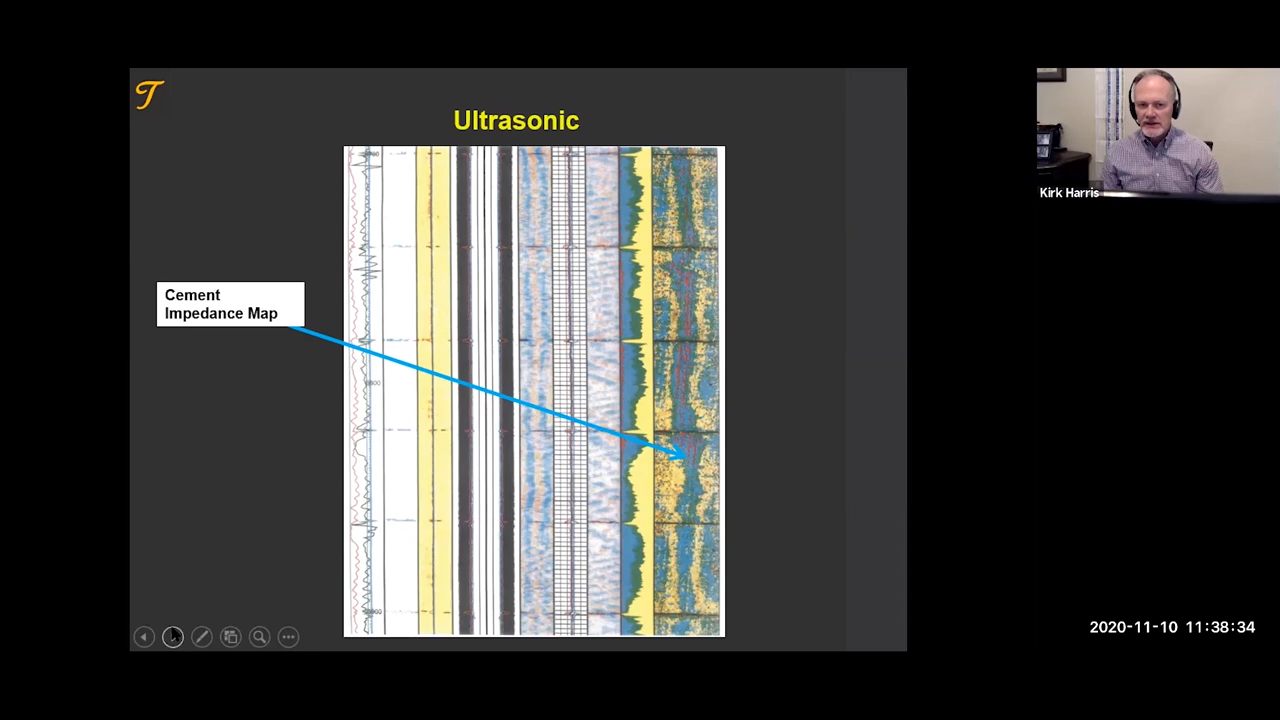 T
Ultrasonic
Cement
Impedance Map
Kirk Harris
2020-11-10 11:38:34